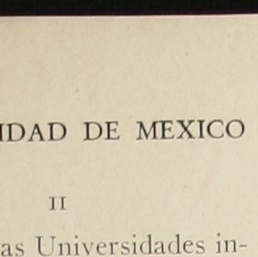 IDAD DE MEXICO
II
as Universidades in-